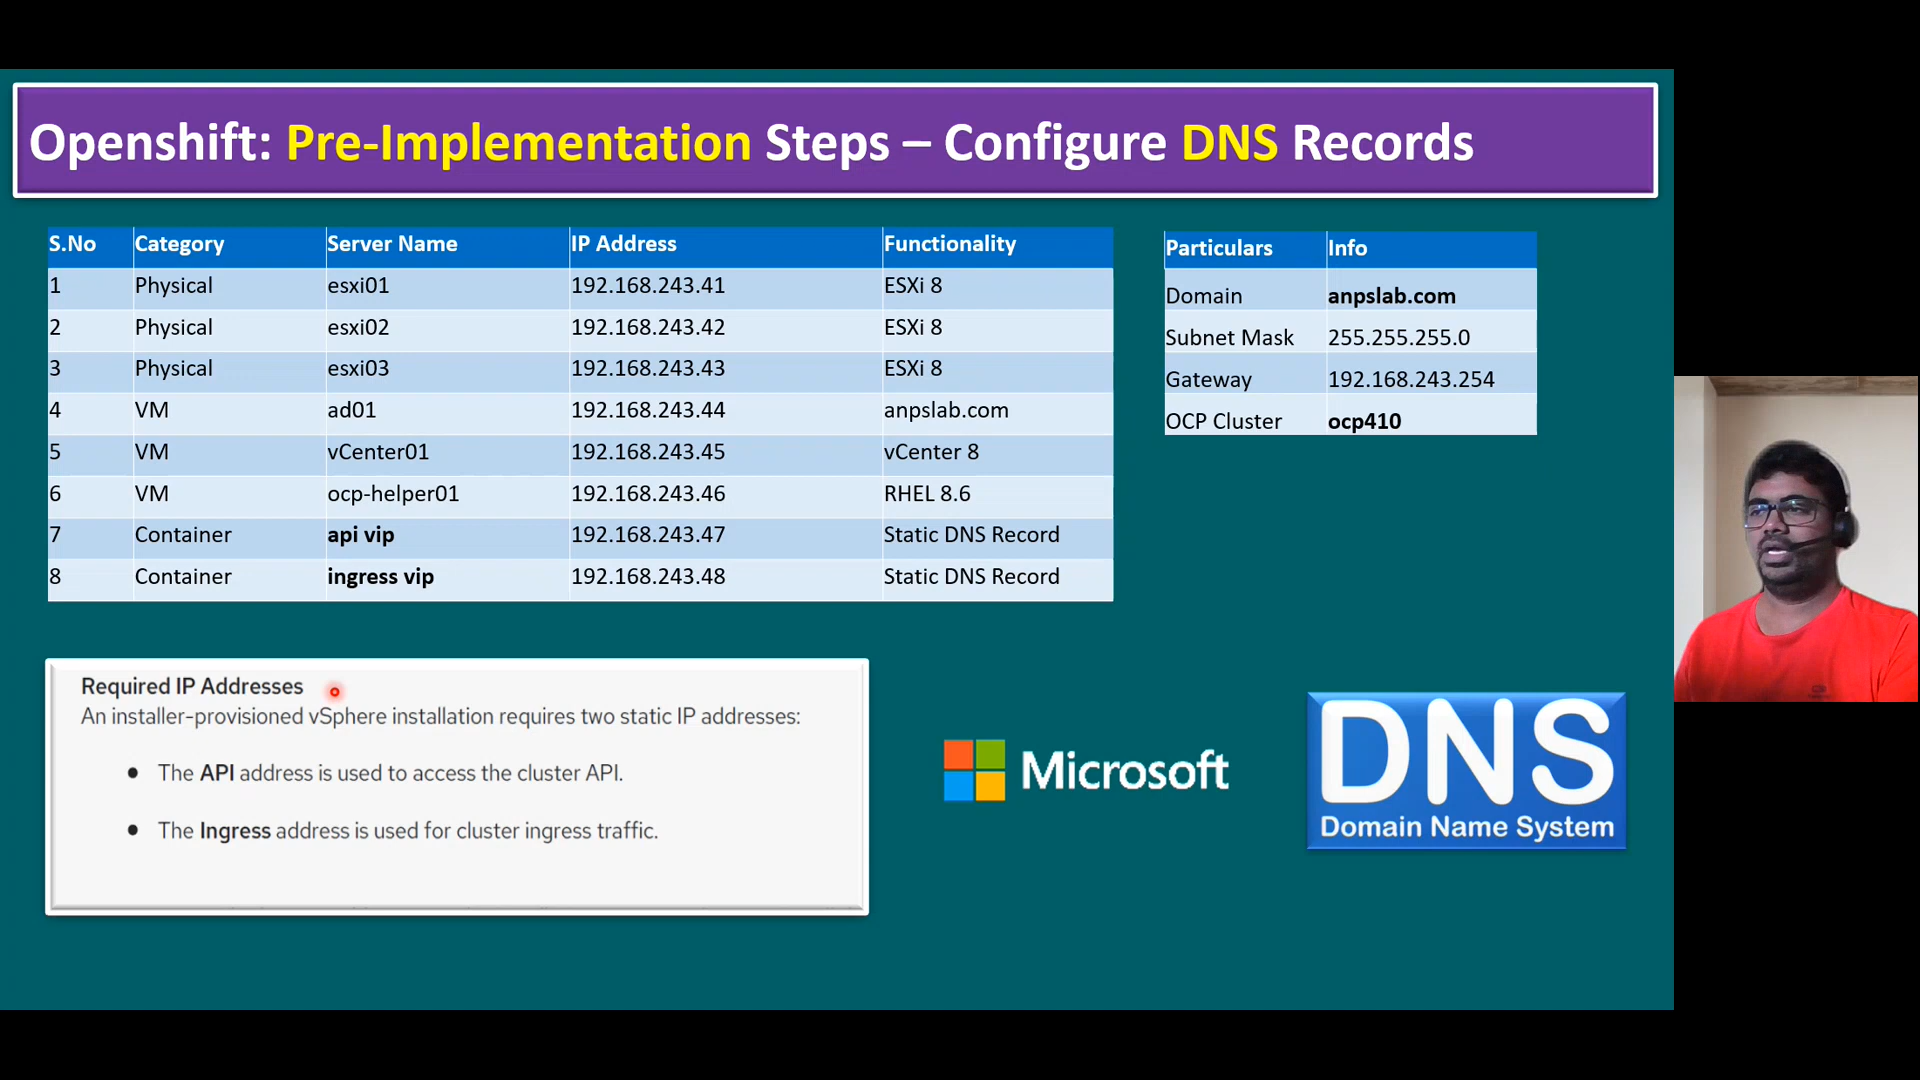 Openshift: Pre-Implementation Steps – Configure DNS Records
S.No Category Server Name IP Address Functionality
1 Physical esxi01 192.168.243.41 ESXi 8
2 Physical esxi02 192.168.243.42 ESXi 8
3 Physical esxi03 192.168.243.43 ESXi 8
4 VM ad01 192.168.243.44 anpslab.com
5 VM vCenter01 192.168.243.45 vCenter 8
6 VM ocp-helper01 192.168.243.46 RHEL 8.6
7 Container api vip 192.168.243.47 Static DNS Record
8 Container ingress vip 192.168.243.48 Static DNS Record
Particulars Info
Domain anpslab.com
Subnet Mask 255.255.255.0
Gateway 192.168.243.254
OCP Cluster ocp410
Required IP Addresses
An installer-provisioned vSphere installation requires two static IP addresses:
● The API address is used to access the cluster API.
● The Ingress address is used for cluster ingress traffic.
Microsoft
DNS
Domain Name System